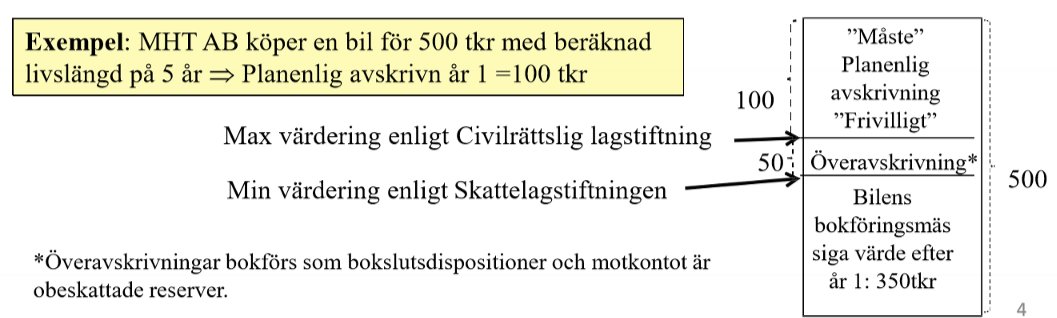 Exempel: MHT AB köper en bil för 500 tkr med beräknad
livslängd på 5 år ⇒ Planenlig avskrivn år 1 =100 tkr
Max värdering enligt Civilrättslig lagstiftning
Min värdering enligt Skattelagstiftningen
*Överavskrivningar bokförs som bokslutsdispositioner och motkontot är
obeskattade reserver.
100
50
”Måste”
Planenlig
avskrivning
”Frivilligt”
Överavskrivning*
Bilens
bokföringsmäs
siga värde efter
år 1: 350tkr
500
4